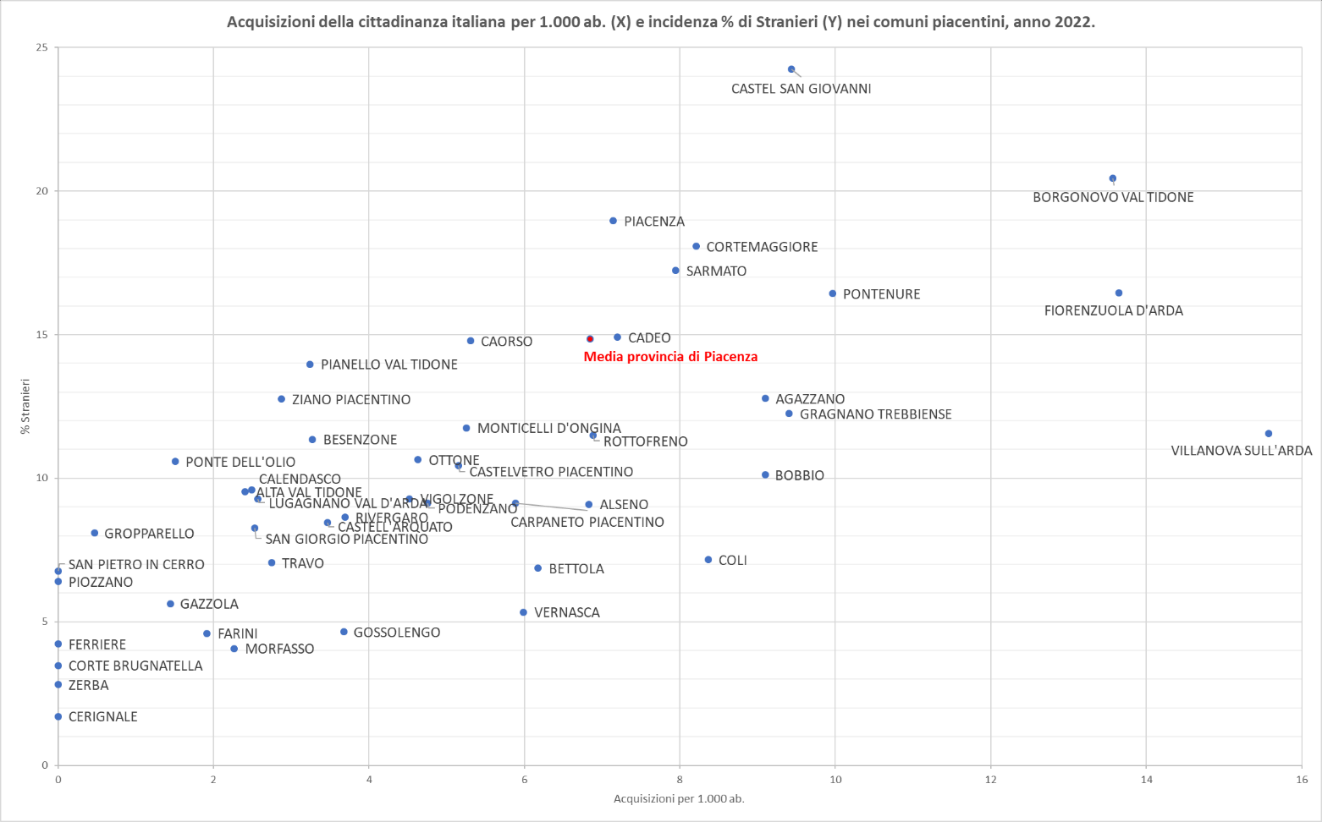 Acquisizioni della cittadinanza italiana per 1.000 ab. (X) e incidenza % di Stranieri (Y) nei comuni piacentini, anno 2022.
25
CASTEL SAN GIOVANNI
20
BORGONOVO VAL TIDONE
PIACENZA
CORTEMAGGIORE
SARMATO
PONTENURE
FIORENZUOLA D'ARDA
15
CADEO
CAORSO
Media provincia di Piacenza
PIANELLO VAL TIDONE
ZIANO PIACENTINO
AGAZZANO
GRAGNANO TREBBIENSE
% Stranieri
MONTICELLI D'ONGINA
BESENZONE
ROTTOFRENO
VILLANOVA SULL'ARDA
OTTONE
PONTE DELL'OLIO
CASTELVETRO PIACENTINO
BOBBIO
10
CALENDASCO
ALTA VAL TIDONE
VIGOLZONE
LUGAGNANO VAL D'ARDA
ALSENO
PODENZANO
RIVERGARO
CARPANETO PIACENTINO
CASTELL'ARQUATO
GROPPARELLO
SAN GIORGIO PIACENTINO
COLI
TRAVO
SAN PIETRO IN CERRO
BETTOLA
PIOZZANO
GAZZOLA
VERNASCA
5
GOSSOLENGO
FARINI
FERRIERE
MORFASSO
CORTE BRUGNATELLA
ZERBA
CERIGNALE
0
0 2 4 6 8 10 12 14 16
Acquisizioni per 1.000 ab.